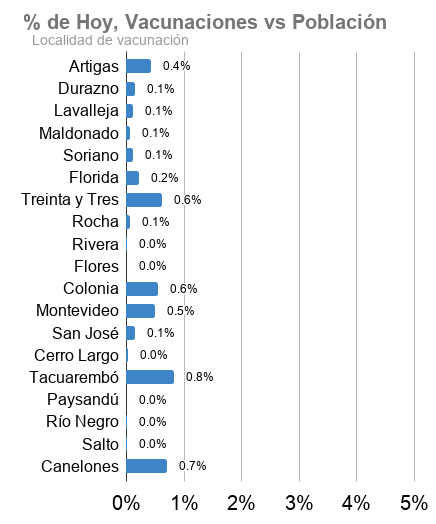 % de Hoy, Vacunaciones vs Población
Localidad de vacunación
Artigas 0.4%
Durazno 0.1%
Lavalleja 0.1%
Maldonado 0.1%
Soriano 0.1%
Florida 0.2%
Treinta y Tres 0.6%
Rocha 0.1%
Rivera 0.0%
Flores 0.0%
Colonia 0.6%
Montevideo 0.5%
San José 0.1%
Cerro Largo 0.0%
Tacuarembó 0.8%
Paysandú 0.0%
Río Negro 0.0%
Salto 0.0%
Canelones 0.7%
0% 1% 2% 3% 4% 5%